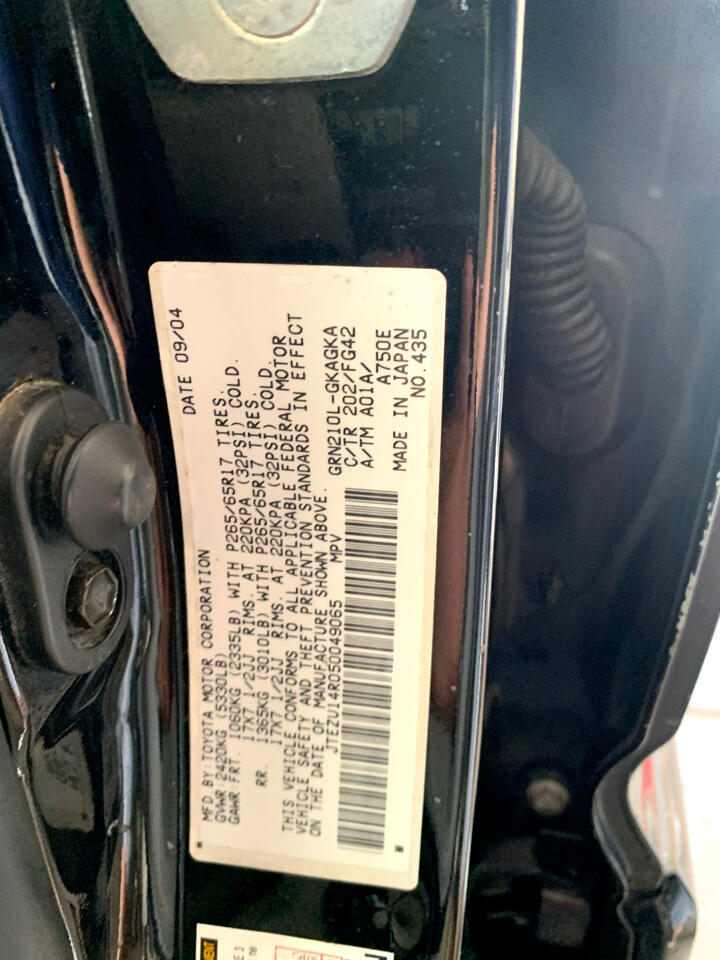 MFD.BY:TOYOTA MOTOR CORPORATION DATE 09/04
GVWR:2420KG (5330LB)
GAWR:FRT. 1060KG (2335LB) WITH P265/65R17 TIRES.
17X7 1/2JJ RIMS. AT 220KPA (32PSI) COLD.
RR. 1365KG (3010LB) WITH P265/65R17 TIRES.
17X7 1/2JJ RIMS. AT 220KPA (32PSI) COLD.
THIS VEHICLE CONFORMS TO ALL APPLICABLE FEDERAL MOTOR
VEHICLE SAFETY AND THEFT PREVENTION STANDARDS IN EFFECT
ON THE DATE OF MANUFACTURE SHOWN ABOVE.
JTEZU14R050049065 MPV
GRN210L-GKAGKA
C/TR 202/FG42
A/TM A01A/
A750E
MADE IN JAPAN
NO.435